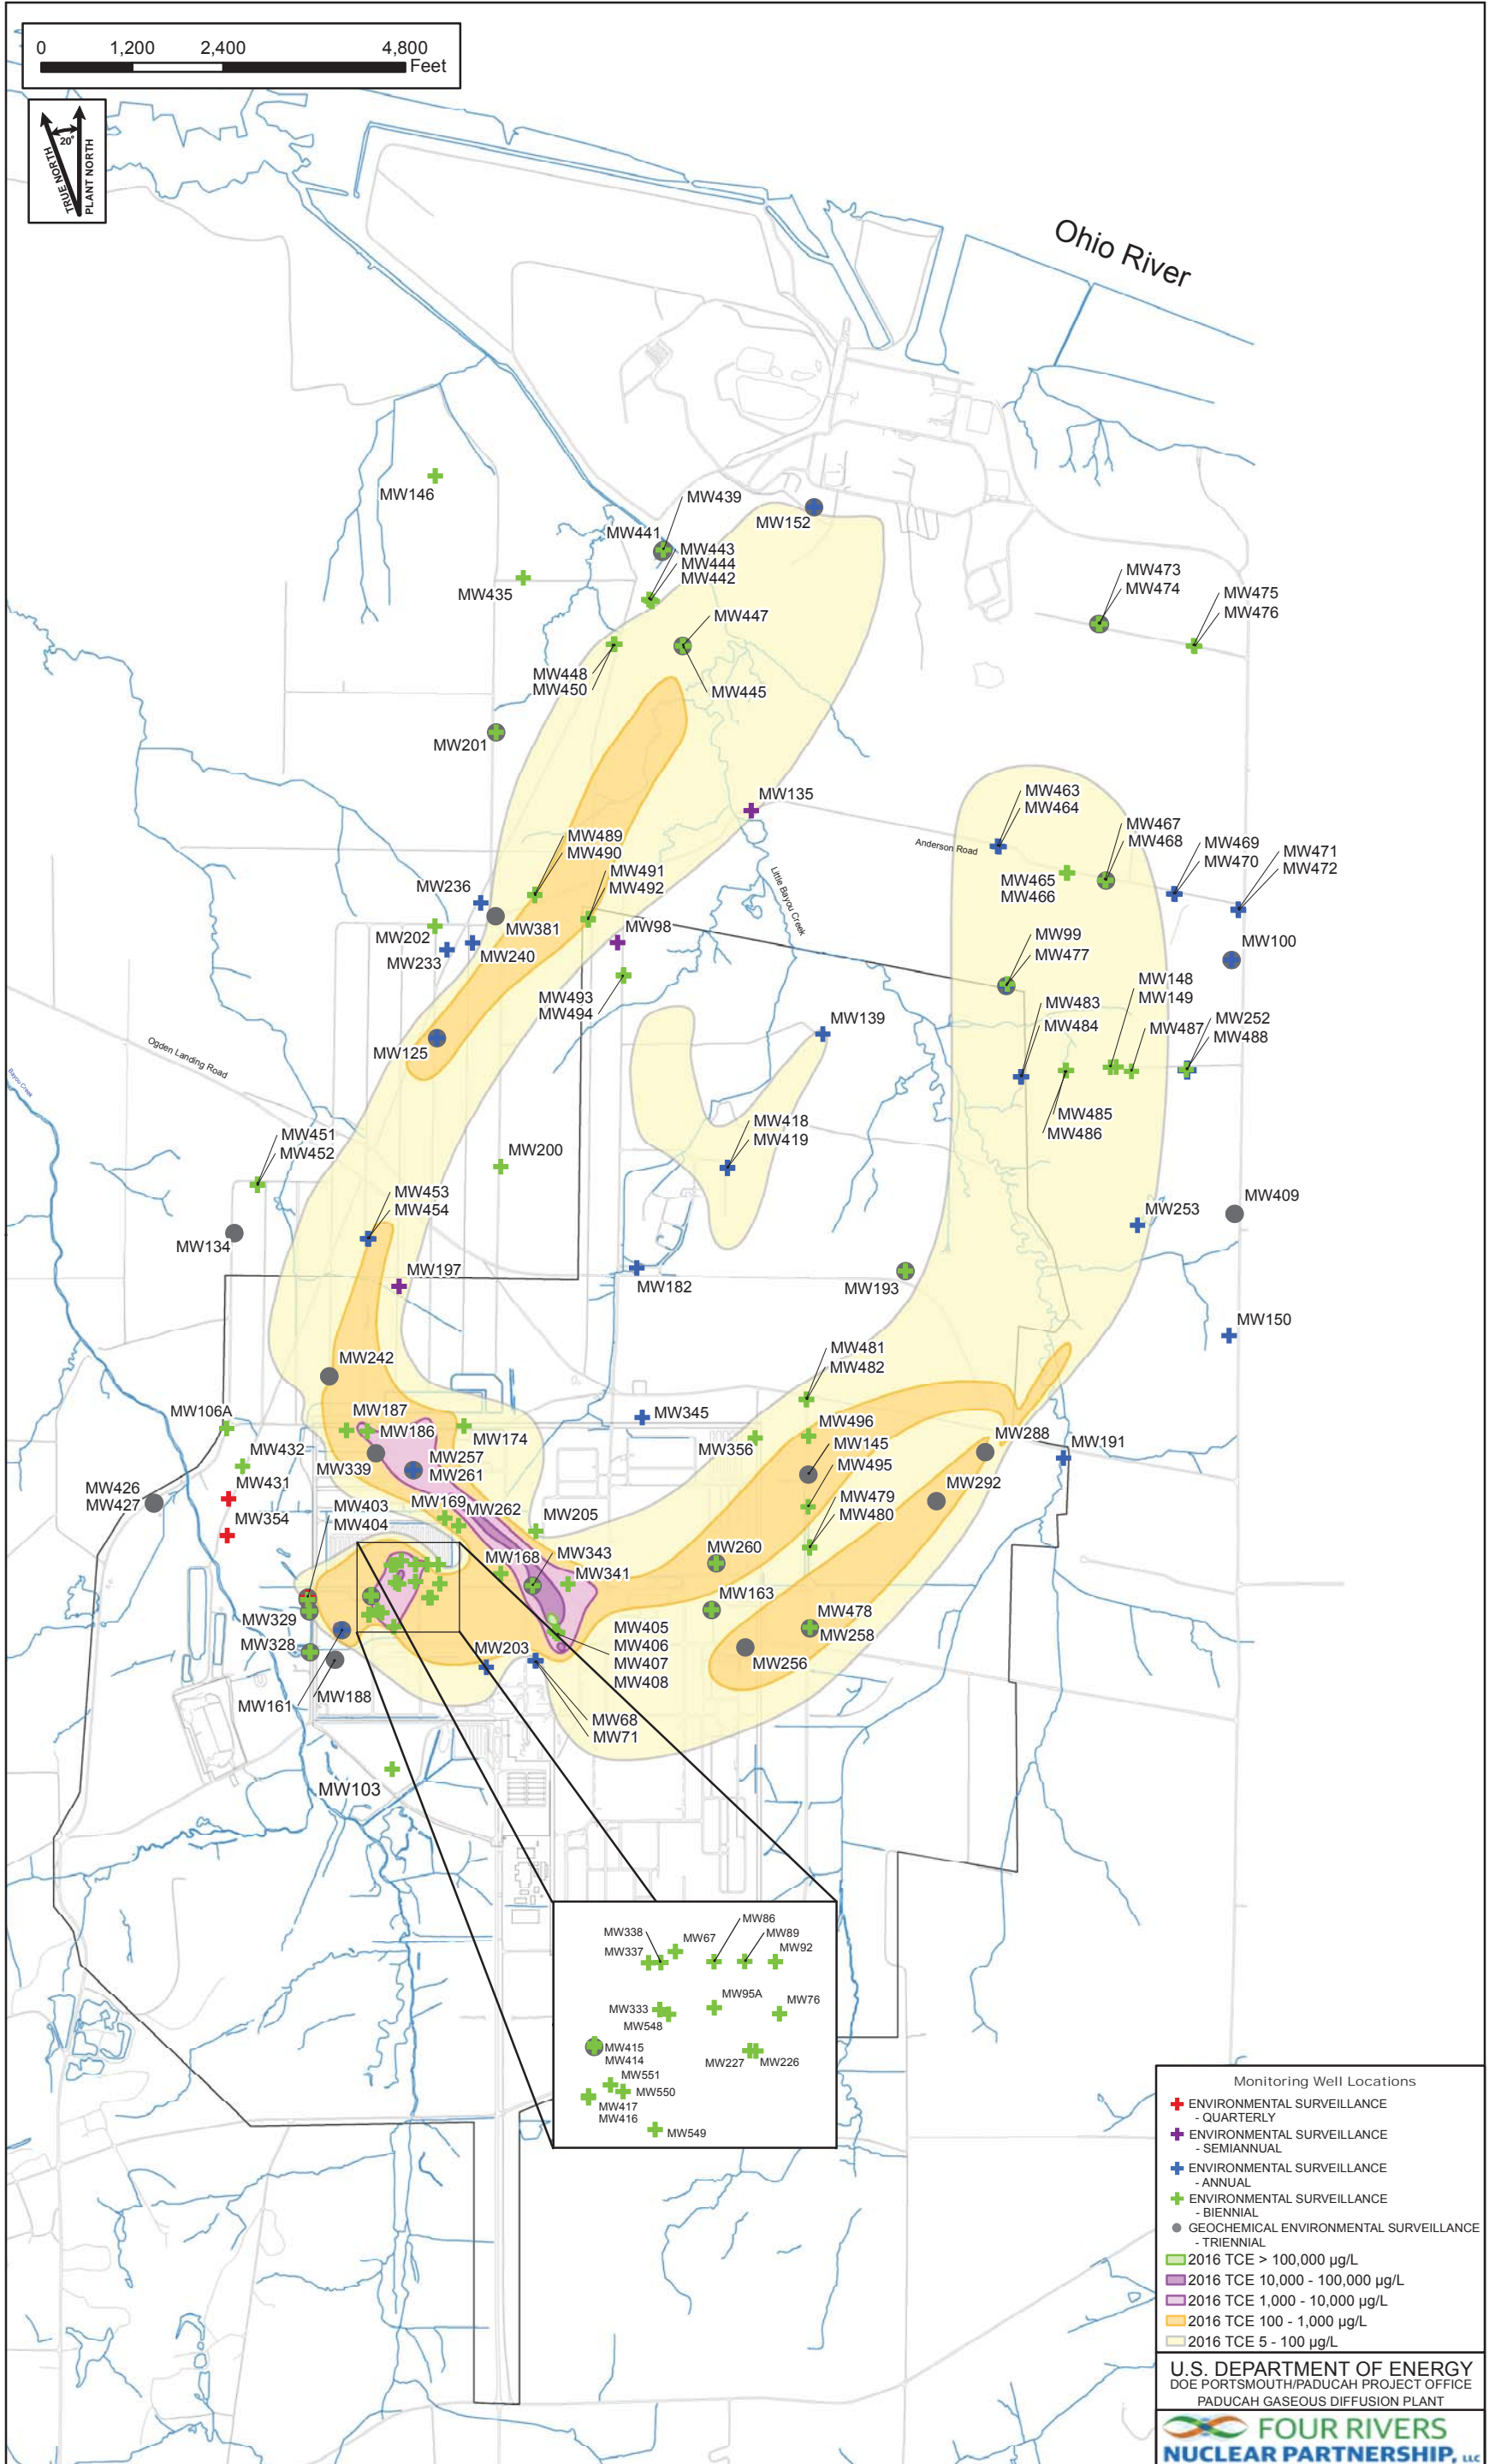 0 1,200 2,400 4,800
Feet
20°
TRUE NORTH
PLANT NORTH
Ohio River
MW146
MW439
MW152
MW441
MW443
MW444
MW442
MW435
MW473
MW474
MW475
MW476
MW447
MW448
MW450
MW445
MW201
MW135
MW463
MW464
Anderson Road
MW467
MW468
MW469
MW470
MW471
MW472
MW465
MW466
MW489
MW490
MW491
MW492
MW236
MW381
MW202
MW233
MW240
MW98
Little Bayou Creek
MW100
MW99
MW477
MW493
MW494
MW148
MW149
MW483
MW484
MW487
MW252
MW488
MW139
MW125
Ogden Landing Road
Bayou Creek
MW485
MW486
MW418
MW419
MW451
MW452
MW200
MW453
MW454
MW134
MW409
MW253
MW197
MW182
MW193
MW150
MW481
MW482
MW242
MW106A
MW187
MW186
MW174
MW345
MW356
MW496
MW145
MW495
MW288
MW191
MW432
MW339
MW257
MW261
MW431
MW426
MW427
MW354
MW403
MW404
MW169
MW262
MW205
MW479
MW480
MW292
MW260
MW168
MW343
MW341
MW163
MW329
MW328
MW478
MW258
MW405
MW406
MW407
MW408
MW256
MW203
MW161
MW188
MW68
MW71
MW103
MW86
MW338
MW67
MW89
MW337
MW92
MW95A
MW333
MW76
MW548
MW415
MW414
MW227
MW226
MW551
MW550
MW417
MW416
MW549
Monitoring Well Locations
ENVIRONMENTAL SURVEILLANCE
- QUARTERLY
ENVIRONMENTAL SURVEILLANCE
- SEMIANNUAL
ENVIRONMENTAL SURVEILLANCE
- ANNUAL
ENVIRONMENTAL SURVEILLANCE
- BIENNIAL
GEOCHEMICAL ENVIRONMENTAL SURVEILLANCE
- TRIENNIAL
2016 TCE > 100,000 µg/L
2016 TCE 10,000 - 100,000 µg/L
2016 TCE 1,000 - 10,000 µg/L
2016 TCE 100 - 1,000 µg/L
2016 TCE 5 - 100 µg/L
U.S. DEPARTMENT OF ENERGY
DOE PORTSMOUTH/PADUCAH PROJECT OFFICE
PADUCAH GASEOUS DIFFUSION PLANT
FOUR RIVERS
NUCLEAR PARTNERSHIP, LLC